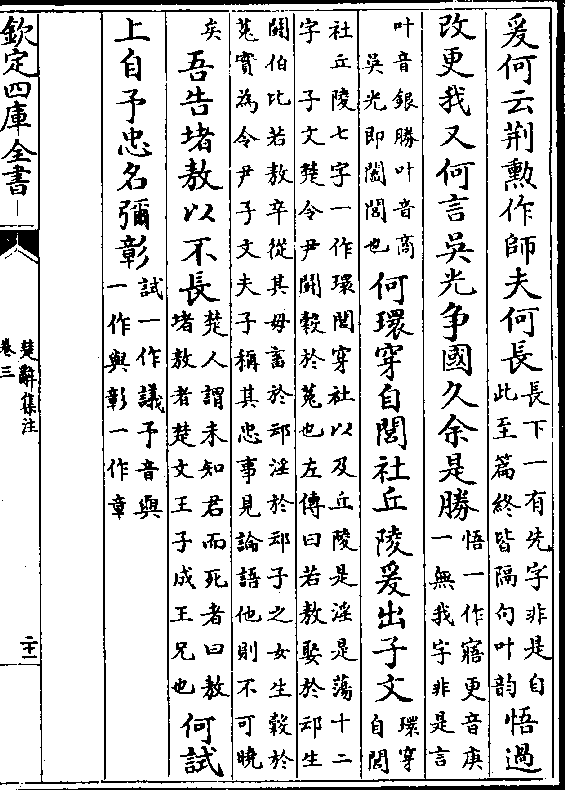 爰何云荆勲作師夫何長
長下一有先字非是自
此至篇終皆隔句叶韵
悟過
改更我又何言吳光争國久余是勝
悟一作寤更音庚
一無我字非是言
叶音銀勝叶音商
吳光即闔閭也
何環穿自閭社丘陵爰出子文
環穿
自閭
社丘陵七字一作環閭穿社以及丘陵是淫是蕩十二
字 子文楚令尹鬭榖於菟也左傳曰若敖娶於䢵生
鬭伯比若敖卒從其母畜於䢵淫於䢵子之女生榖於
菟實為令尹子文夫子稱其忠事見論語他則不可曉
矣
吾告堵敖以不長
楚人謂未知君而死者曰敖
堵敖者楚文王子成王兄也
何試
上自予忠名彌彰
試一作議予音與
一作與彰一作章
欽定四庫全書
楚辭集注
卷三
二十一